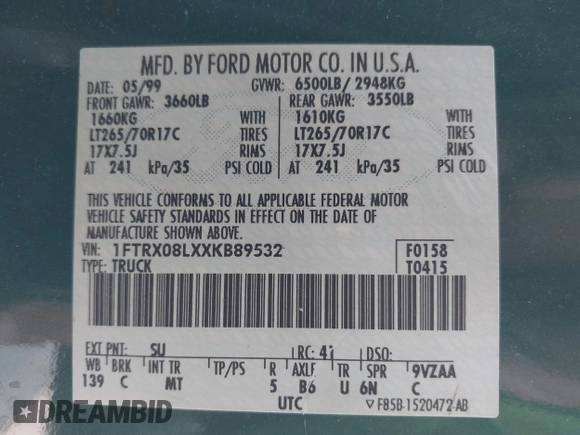 MFD. BY FORD MOTOR CO. IN U.S.A.
DATE: 05/99 GVWR: 6500LB/ 2948KG
FRONT GAWR: 3660LB REAR GAWR: 3550LB
1660KG WITH 1610KG WITH
LT265/70R17C TIRES LT265/70R17C TIRES
17X7.5J RIMS 17X7.5J RIMS
AT 241 kPa/35 PSI COLD AT 241 kPa/35 PSI COLD
THIS VEHICLE CONFORMS TO ALL APPLICABLE FEDERAL MOTOR
VEHICLE SAFETY STANDARDS IN EFFECT ON THE DATE OF
MANUFACTURE SHOWN ABOVE.
VIN: 1FTRX08LXXKB89532 F0158
TYPE: TRUCK T0415
EXT PNT: SU RC: 41 DSO:
WB BRK INT TR TP/PS R AXLE TR SPR 9VZAA
139 C MT 5 B6 U 6N C
UTC F85B-1520472-AB
DREAMBID